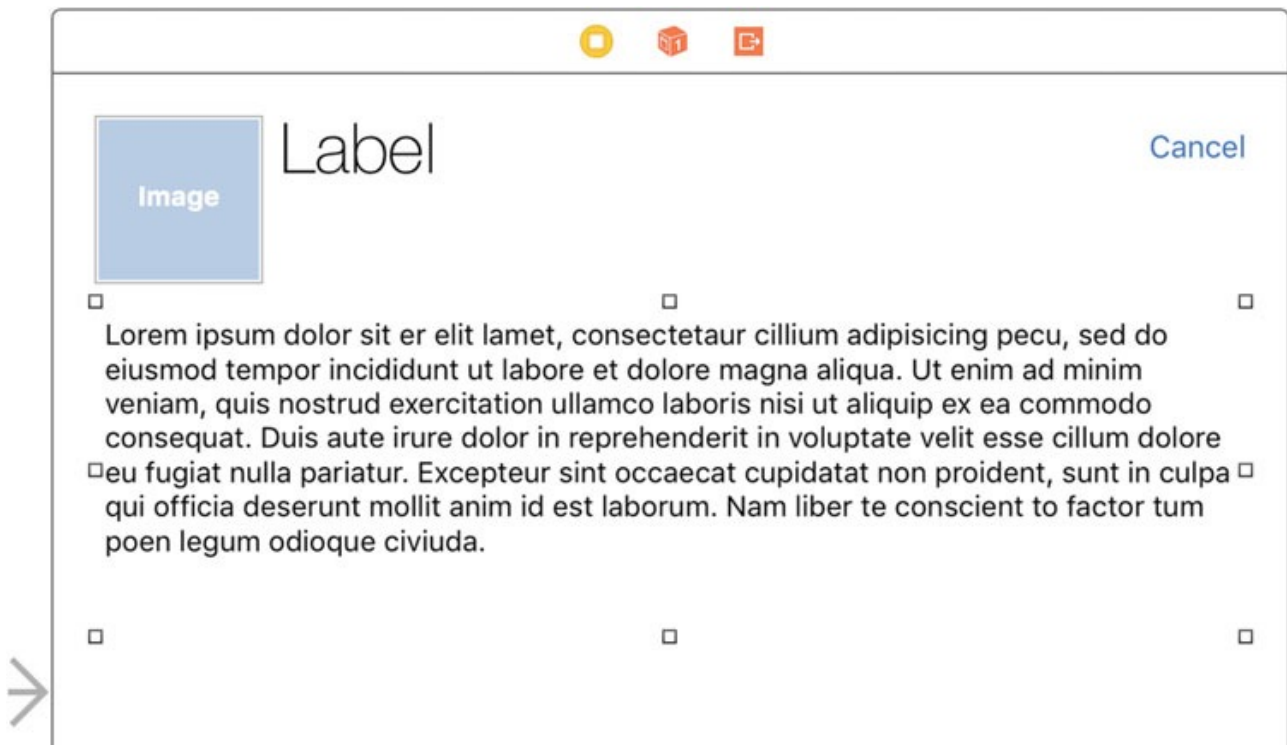 Label
Cancel
Image
Lorem ipsum dolor sit er elit lamet, consectetaur cillium adipisicing pecu, sed do
eiusmod tempor incididunt ut labore et dolore magna aliqua. Ut enim ad minim
veniam, quis nostrud exercitation ullamco laboris nisi ut aliquip ex ea commodo
consequat. Duis aute irure dolor in reprehenderit in voluptate velit esse cillum dolore
eu fugiat nulla pariatur. Excepteur sint occaecat cupidatat non proident, sunt in culpa
qui officia deserunt mollit anim id est laborum. Nam liber te conscient to factor tum
poen legum odioque civiuda.